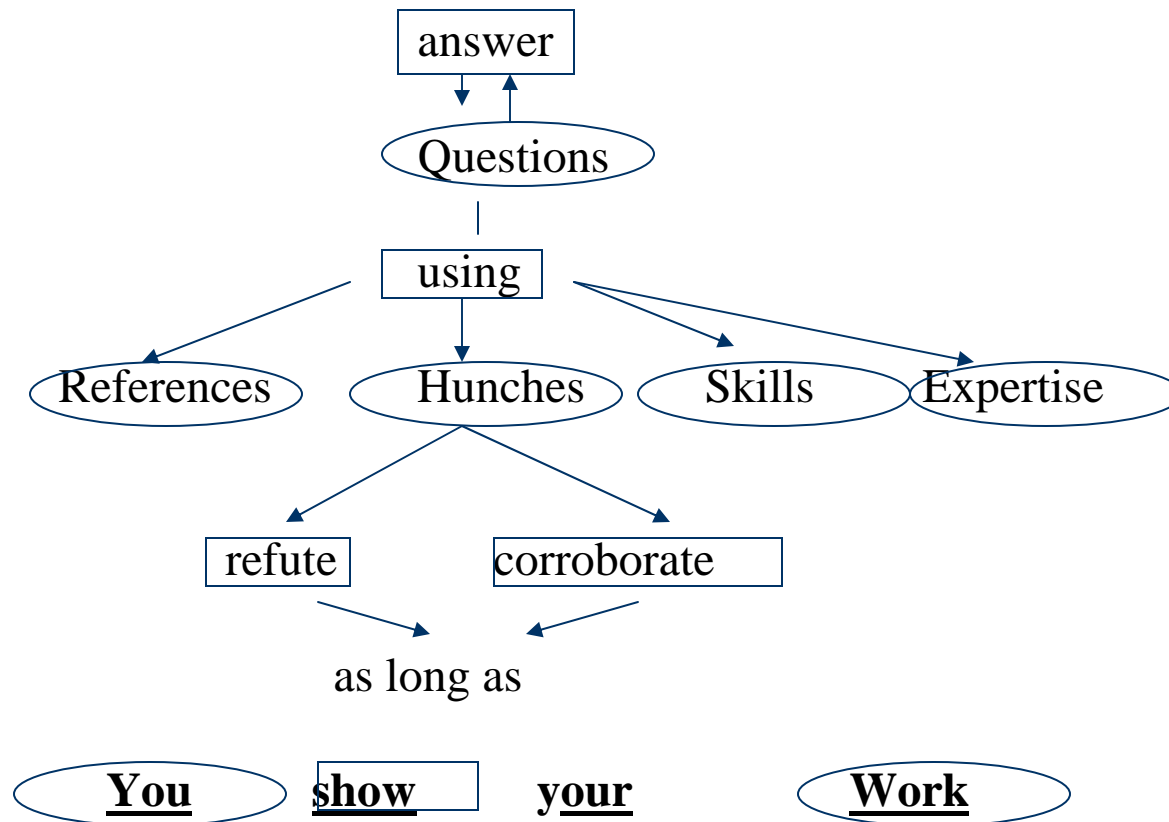 answer
Questions
using
References Hunches Skills Expertise
refute corroborate
as long as
You show your Work